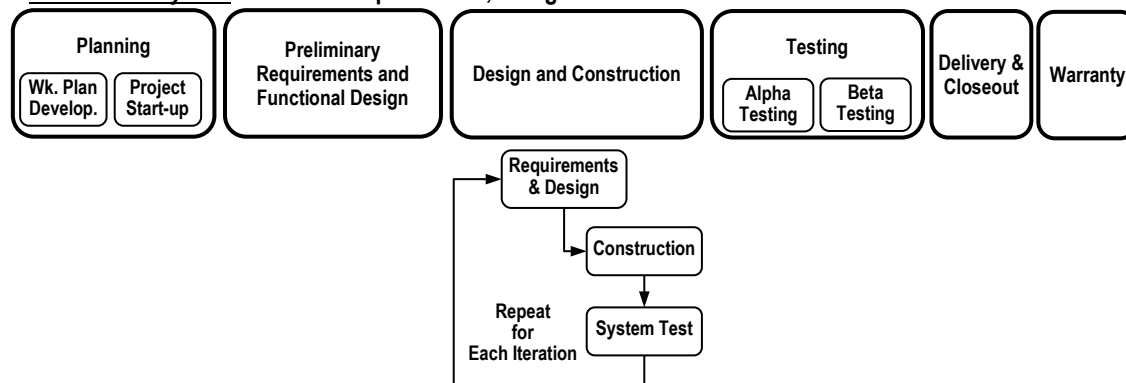 Planning
Wk. Plan
Develop.
Project
Start-up
Preliminary
Requirements and
Functional Design
Design and Construction
Testing
Alpha
Testing
Beta
Testing
Delivery &
Closeout
Warranty
Requirements
& Design
Construction
System Test
Repeat
for
Each Iteration